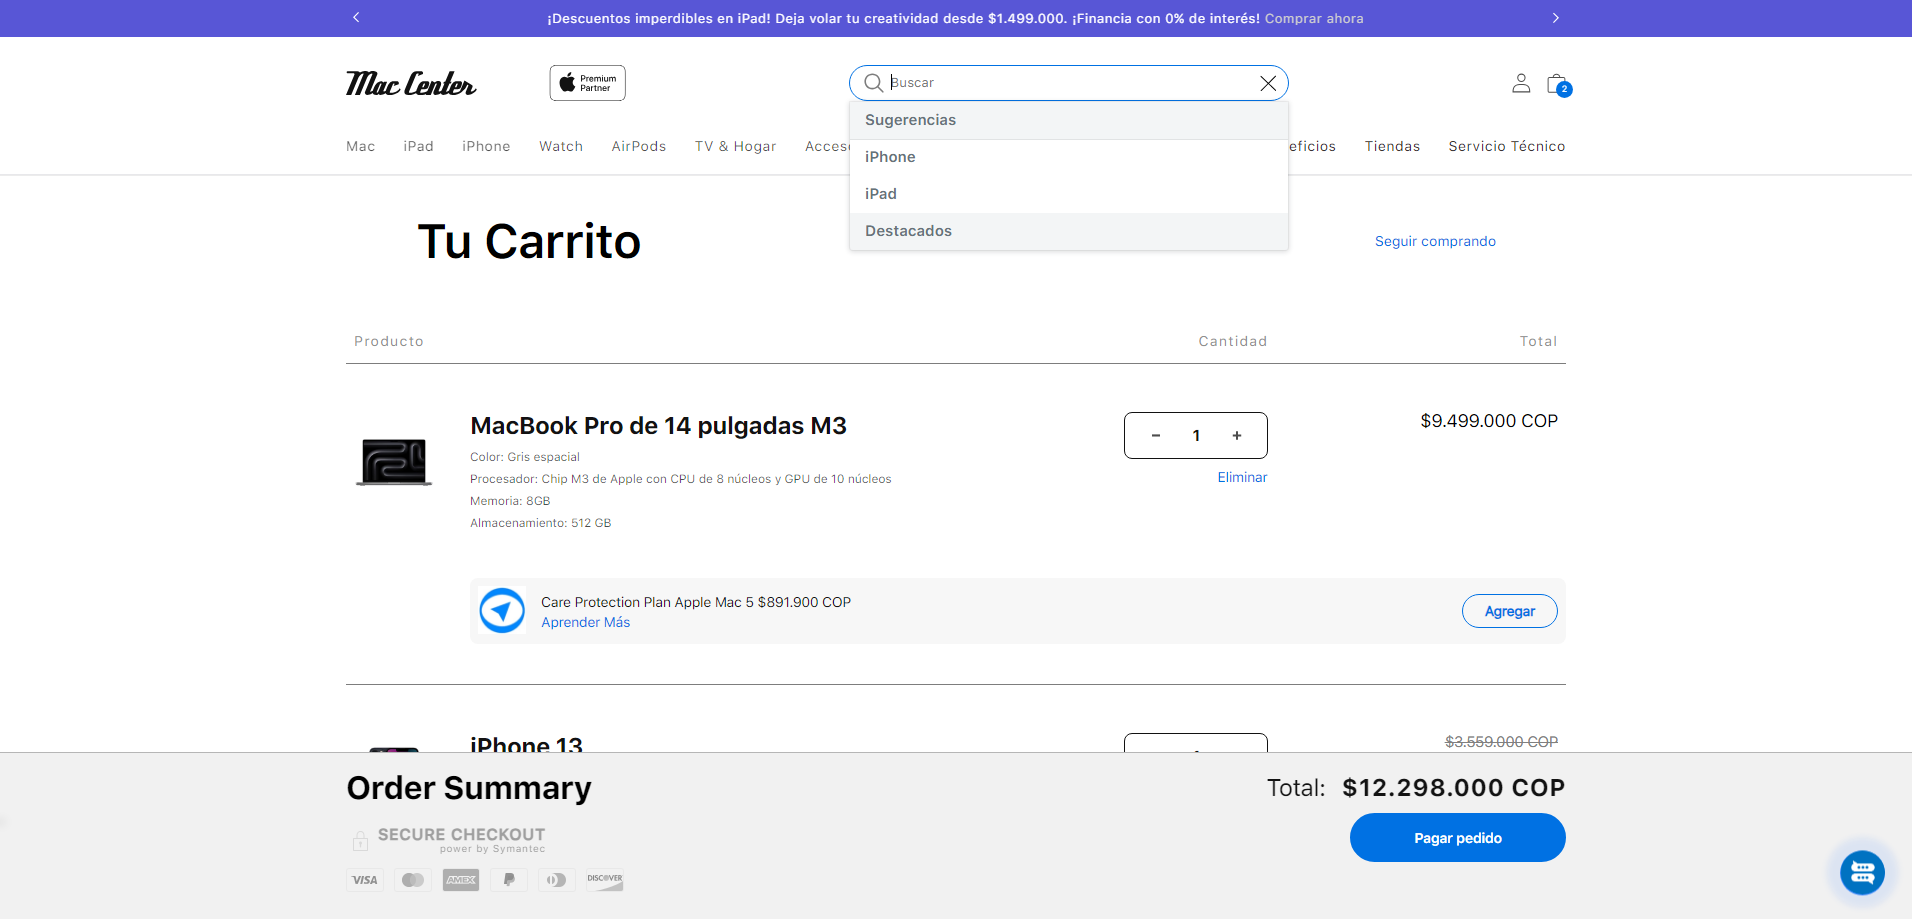 ¡Descuentos imperdibles en iPad! Deja volar tu creatividad desde $1.499.000. ¡Financia con 0% de interés! Comprar ahora
Mac Center
Premium
Partner
Buscar
2
Mac iPad iPhone Watch AirPods TV & Hogar Acces eficios Tiendas Servicio Técnico
Sugerencias
iPhone
iPad
Destacados
Tu Carrito
Seguir comprando
Producto Cantidad Total
MacBook Pro de 14 pulgadas M3
Color: Gris espacial
Procesador: Chip M3 de Apple con CPU de 8 núcleos y GPU de 10 núcleos
Memoria: 8GB
Almacenamiento: 512 GB
− 1 +
Eliminar
$9.499.000 COP
Care Protection Plan Apple Mac 5 $891.900 COP
Aprender Más
Agregar
iPhone 13
$3.559.000 COP
Order Summary
Total: $12.298.000 COP
SECURE CHECKOUT
power by Symantec
Pagar pedido
VISA
AMEX
DISCOVER